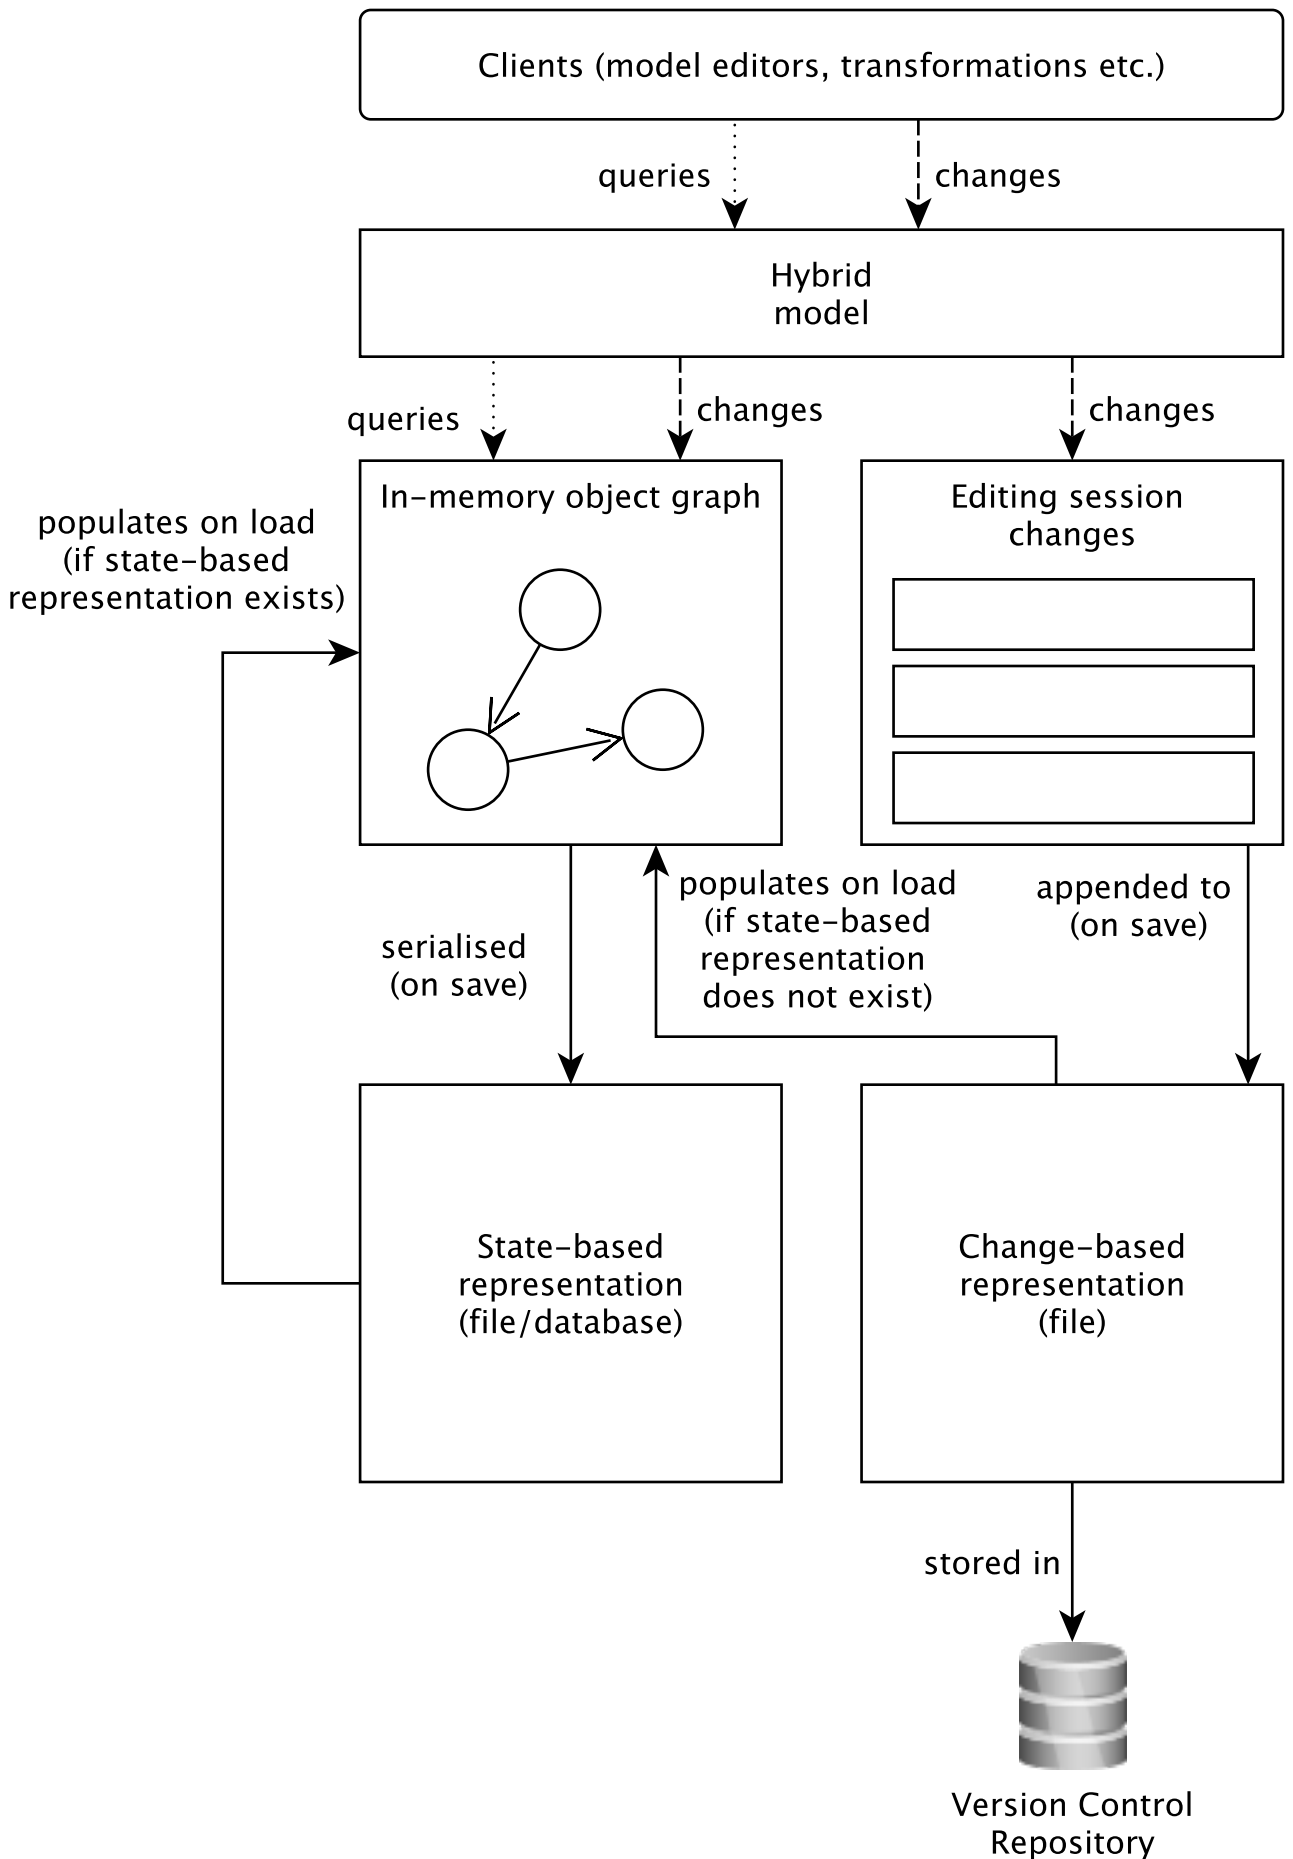 Clients (model editors, transformations etc.)
queries
changes
Hybrid
model
queries
changes
changes
In-memory object graph
Editing session
changes
populates on load
(if state-based
representation exists)
populates on load
(if state-based
representation
does not exist)
appended to
(on save)
serialised
(on save)
State-based
representation
(file/database)
Change-based
representation
(file)
stored in
Version Control
Repository